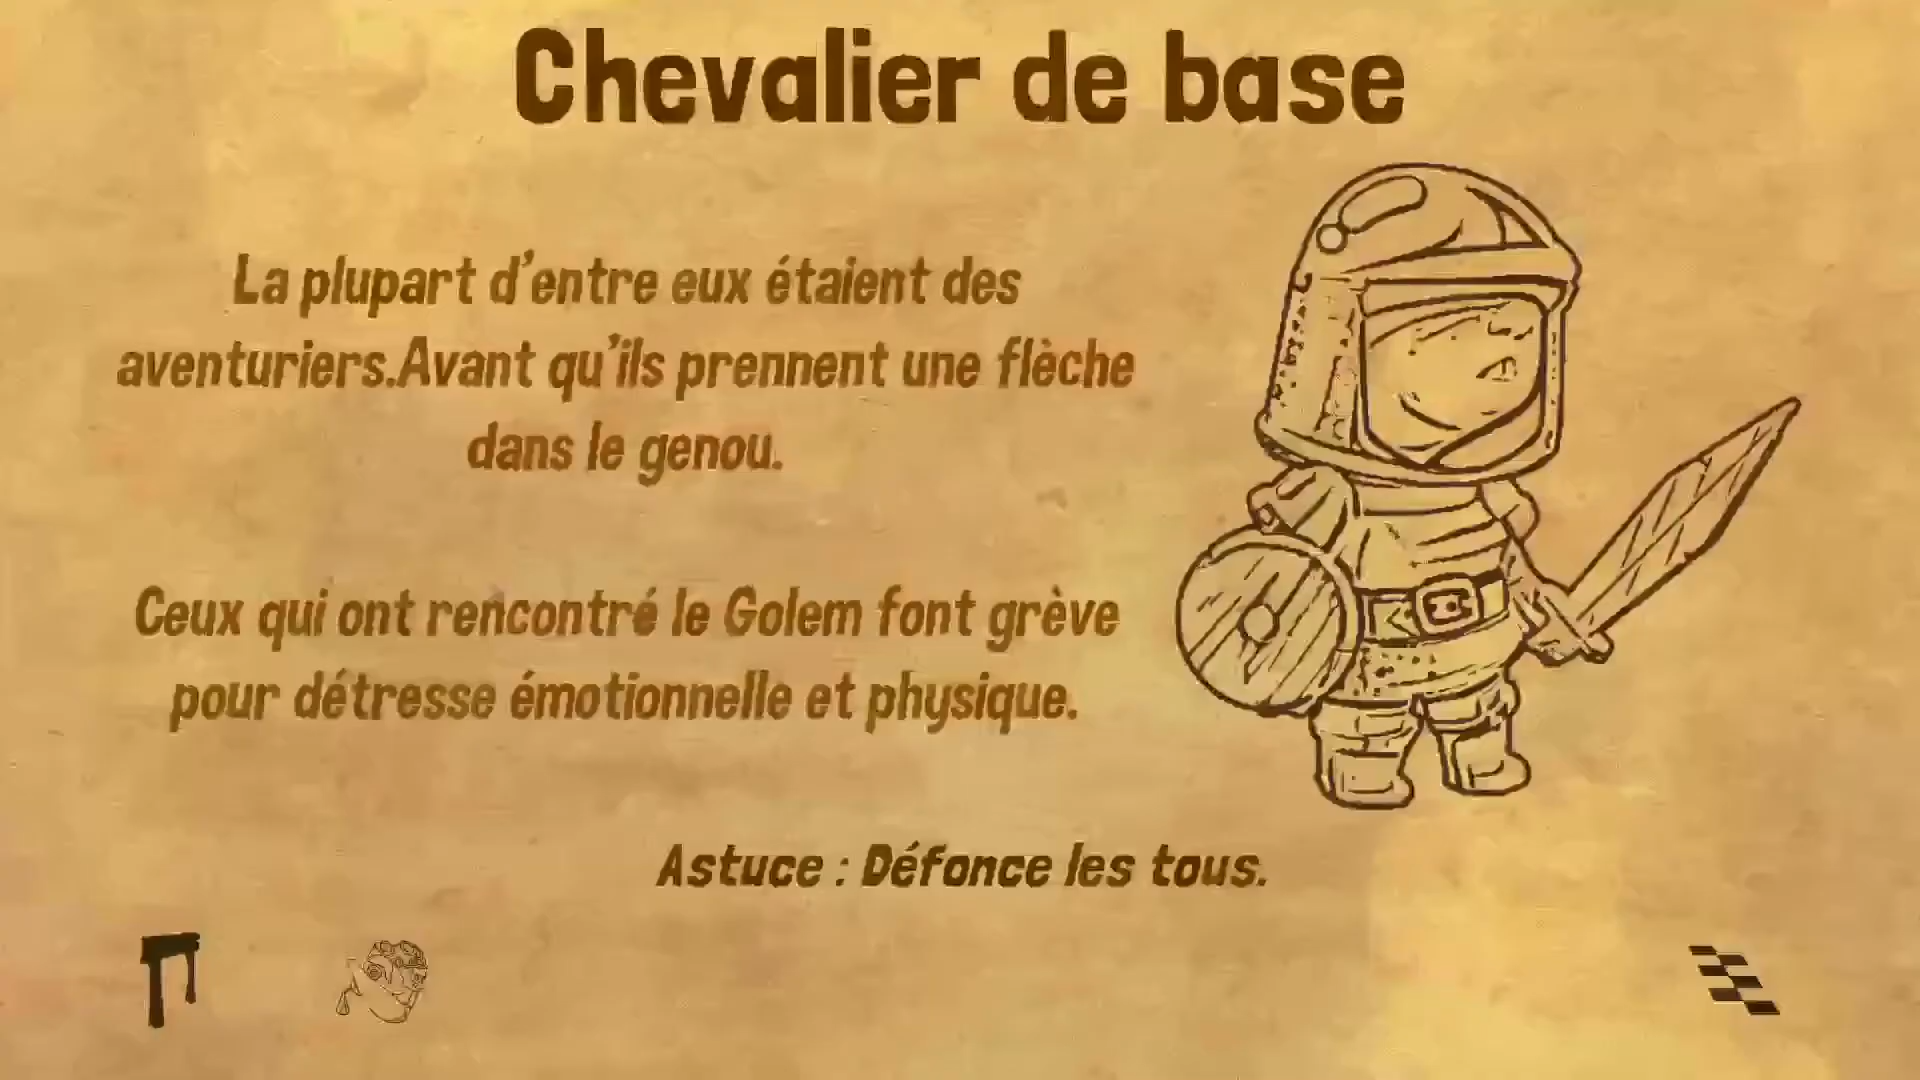 Chevalier de base
La plupart d'entre eux étaient des
aventuriers.Avant qu'ils prennent une flèche
dans le genou.
Ceux qui ont rencontré le Golem font grève
pour détresse émotionnelle et physique.
Astuce : Défonce les tous.